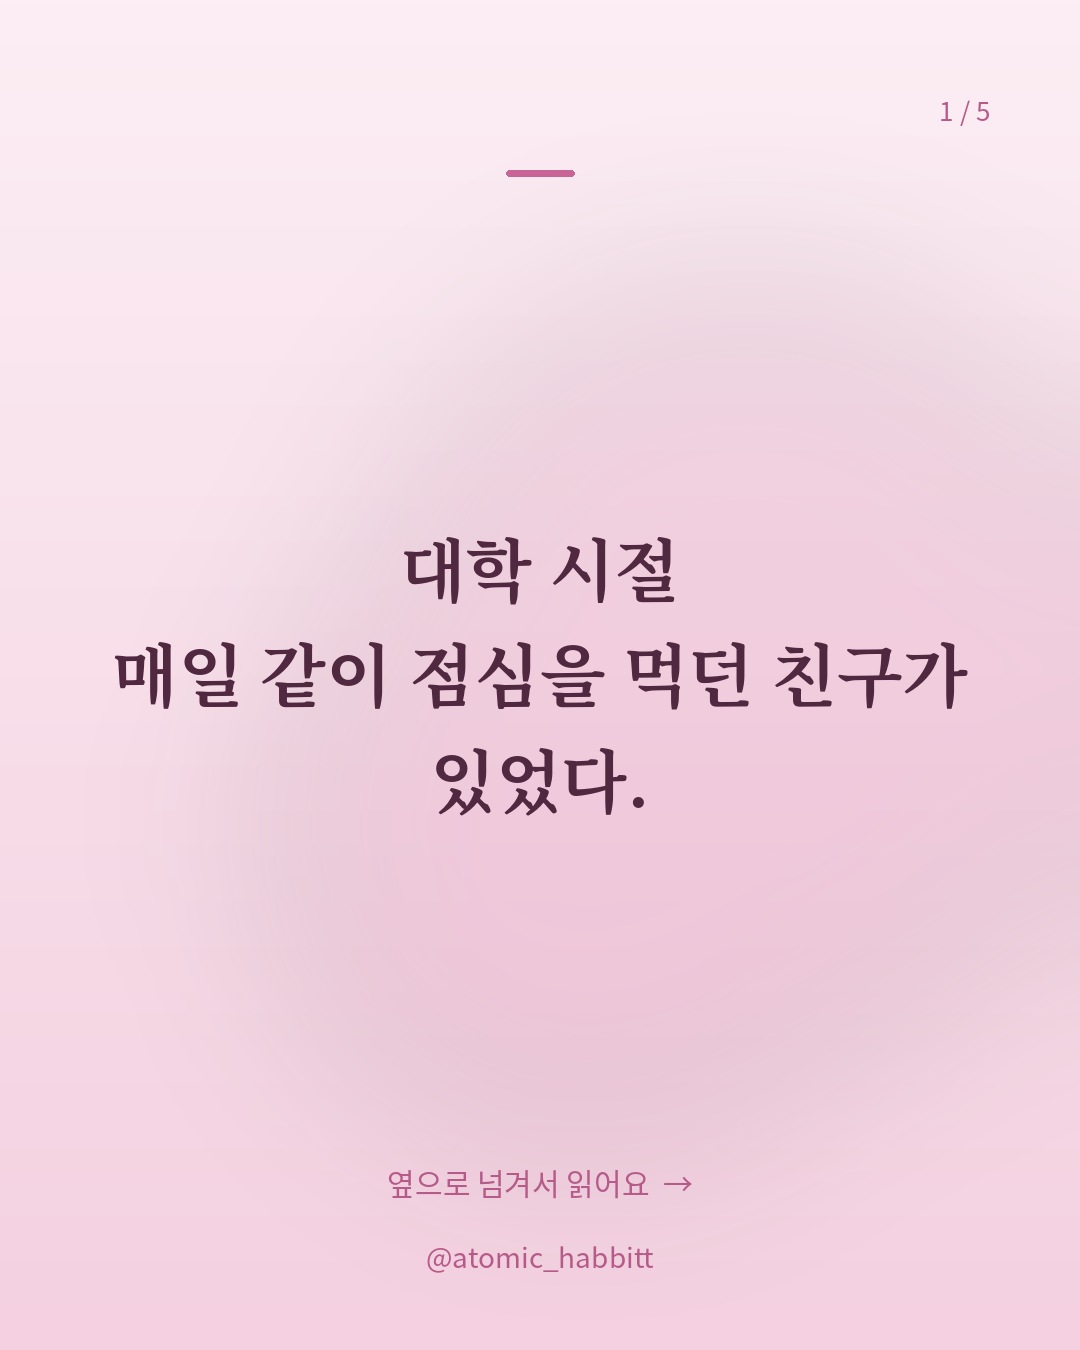 1 / 5
대학 시절
매일 같이 점심을 먹던 친구가
있었다.
옆으로 넘겨서 읽어요 →
@atomic_habbitt